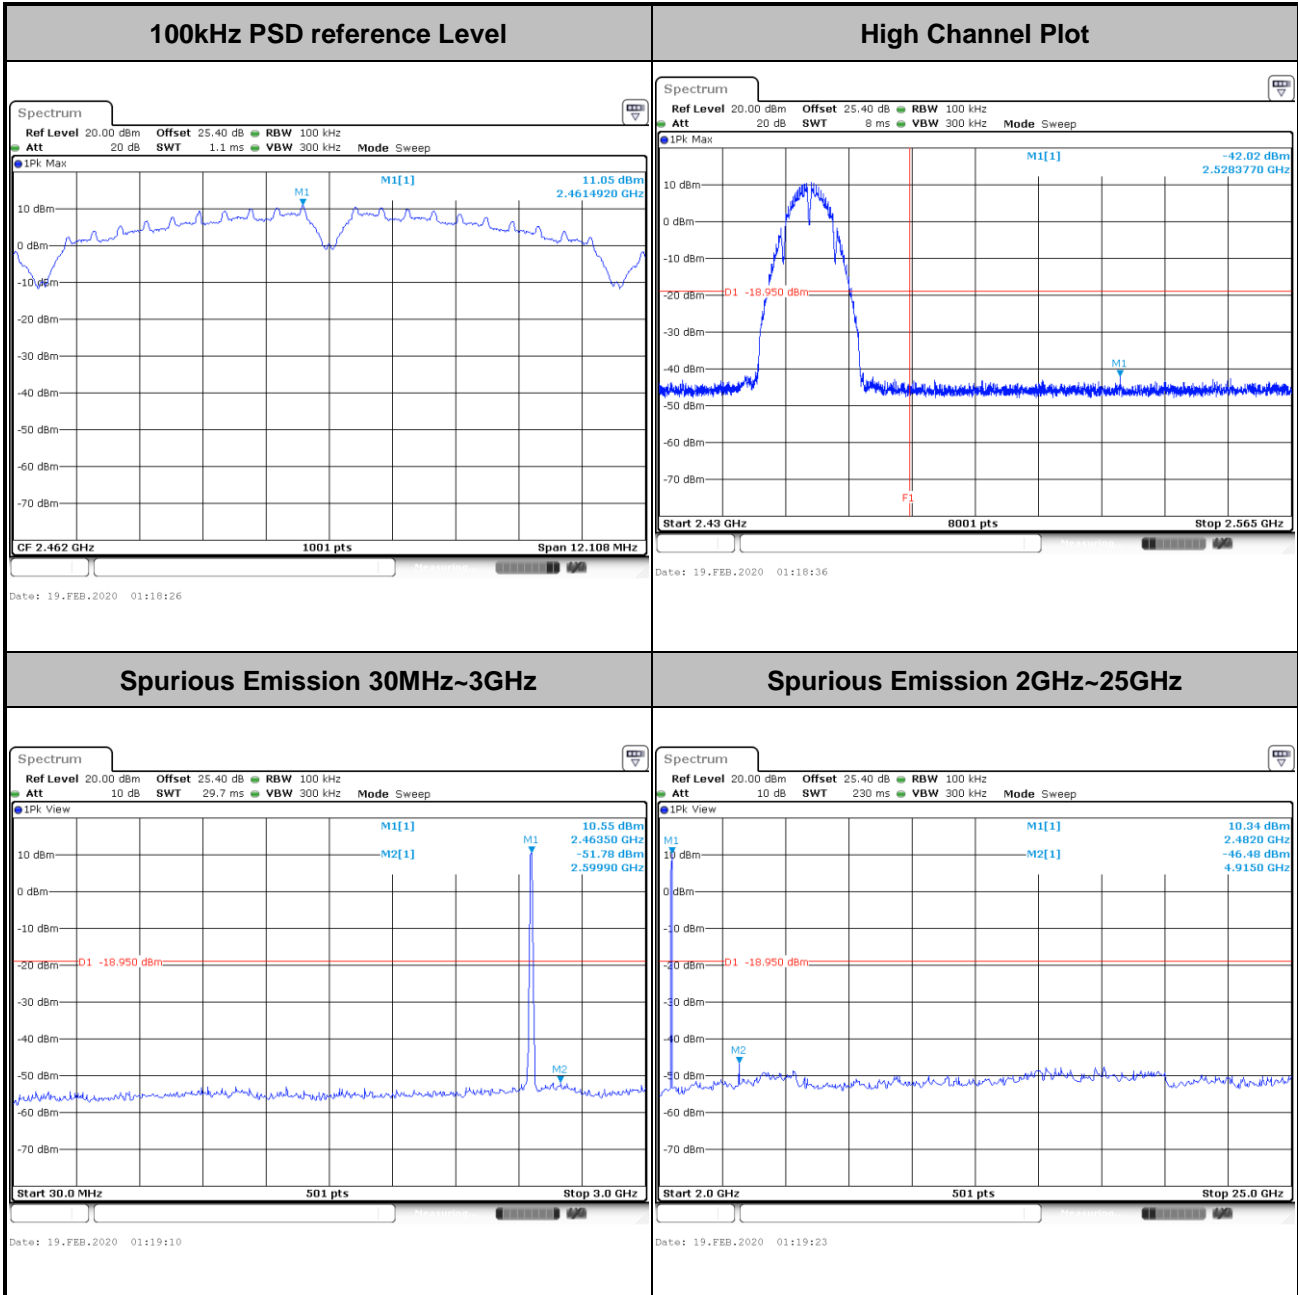 100kHz PSD reference Level
High Channel Plot
Spectrum
Ref Level 20.00 dBm Offset 25.40 dB RBW 100 kHz
Att 20 dB SWT 1.1 ms VBW 300 kHz Mode Sweep
1Pk Max
M1[1] 11.05 dBm
2.4614920 GHz
M1
10 dBm
0 dBm
-10 dBm
-20 dBm
-30 dBm
-40 dBm
-50 dBm
-60 dBm
-70 dBm
CF 2.462 GHz 1001 pts Span 12.108 MHz
Date: 19.FEB.2020 01:18:26
Spectrum
Ref Level 20.00 dBm Offset 25.40 dB RBW 100 kHz
Att 20 dB SWT 8 ms VBW 300 kHz Mode Sweep
1Pk Max
M1[1] -42.02 dBm
2.5283770 GHz
10 dBm
0 dBm
-10 dBm
D1 -18.950 dBm
-20 dBm
-30 dBm
-40 dBm
M1
-50 dBm
-60 dBm
-70 dBm
F1
Start 2.43 GHz 8001 pts Stop 2.565 GHz
Measuring...
Date: 19.FEB.2020 01:18:36
Spurious Emission 30MHz~3GHz
Spurious Emission 2GHz~25GHz
Spectrum
Ref Level 20.00 dBm Offset 25.40 dB RBW 100 kHz
Att 10 dB SWT 29.7 ms VBW 300 kHz Mode Sweep
1Pk View
M1[1] 10.55 dBm
2.46350 GHz
M2[1] -51.78 dBm
2.59990 GHz
M1
10 dBm
0 dBm
-10 dBm
D1 -18.950 dBm
-20 dBm
-30 dBm
-40 dBm
-50 dBm
M2
-60 dBm
-70 dBm
Start 30.0 MHz 501 pts Stop 3.0 GHz
Measuring...
Date: 19.FEB.2020 01:19:10
Spectrum
Ref Level 20.00 dBm Offset 25.40 dB RBW 100 kHz
Att 10 dB SWT 230 ms VBW 300 kHz Mode Sweep
1Pk View
M1[1] 10.34 dBm
2.4820 GHz
M2[1] -46.48 dBm
4.9150 GHz
M1
10 dBm
0 dBm
-10 dBm
D1 -18.950 dBm
-20 dBm
-30 dBm
-40 dBm
M2
-50 dBm
-60 dBm
-70 dBm
Start 2.0 GHz 501 pts Stop 25.0 GHz
Measuring...
Date: 19.FEB.2020 01:19:23